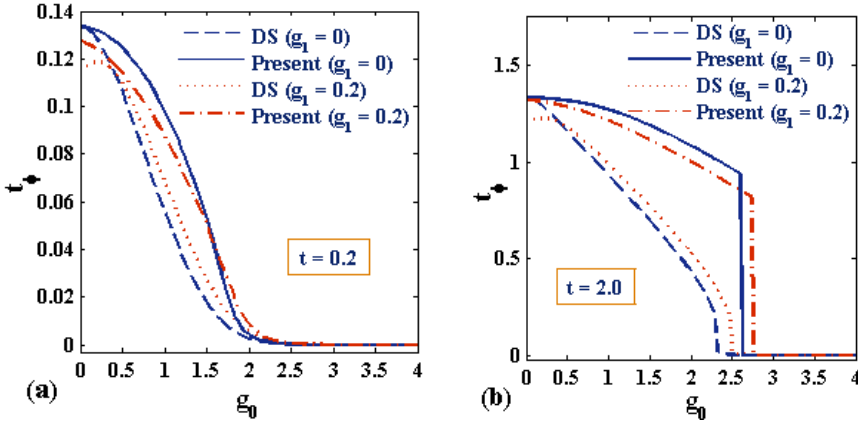 0.14
0.12
0.1
0.08
0.06
0.04
0.02
0
t_ϕ
DS (g₁ = 0)
Present (g₁ = 0)
DS (g₁ = 0.2)
Present (g₁ = 0.2)
t = 0.2
0 0.5 1 1.5 2 2.5 3 3.5 4
(a)
g₀
1.5
1
0.5
0
t_ϕ
DS (g₁ = 0)
Present (g₁ = 0)
DS (g₁ = 0.2)
Present (g₁ = 0.2)
t = 2.0
0 0.5 1 1.5 2 2.5 3 3.5 4
(b)
g₀